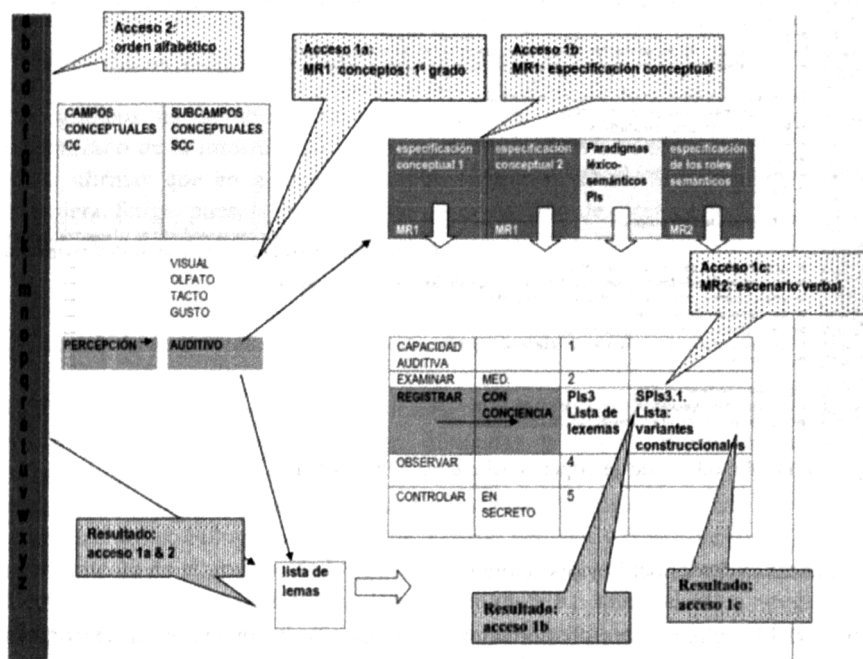 Acceso 2:
orden alfabético
Acceso 1a:
MR1: conceptos: 1º grado
Acceso 1b:
MR1: especificación conceptual
a
b
c
d
e
f
g
h
i
j
k
l
m
n
o
p
q
r
s
t
u
v
w
x
y
z
CAMPOS
CONCEPTUALES
CC
SUBCAMPOS
CONCEPTUALES
SCC
especificación
conceptual 1
MR1
especificación
conceptual 2
MR1
Paradigmas
léxico-
semánticos
Pls
especificación
de los roles
semánticos
MR2
Acceso 1c:
MR2: escenario verbal
VISUAL
OLFATO
TACTO
GUSTO
PERCEPCIÓN
AUDITIVO
CAPACIDAD
AUDITIVA
1
EXAMINAR
MED.
2
REGISTRAR
CON
CONCIENCIA
Pls3
Lista de
lexemas
SPls3.1.
Lista:
variantes
construccionales
OBSERVAR
4
CONTROLAR
EN
SECRETO
5
Resultado:
acceso 1a & 2
lista de
lemas
Resultado:
acceso 1b
Resultado:
acceso 1c